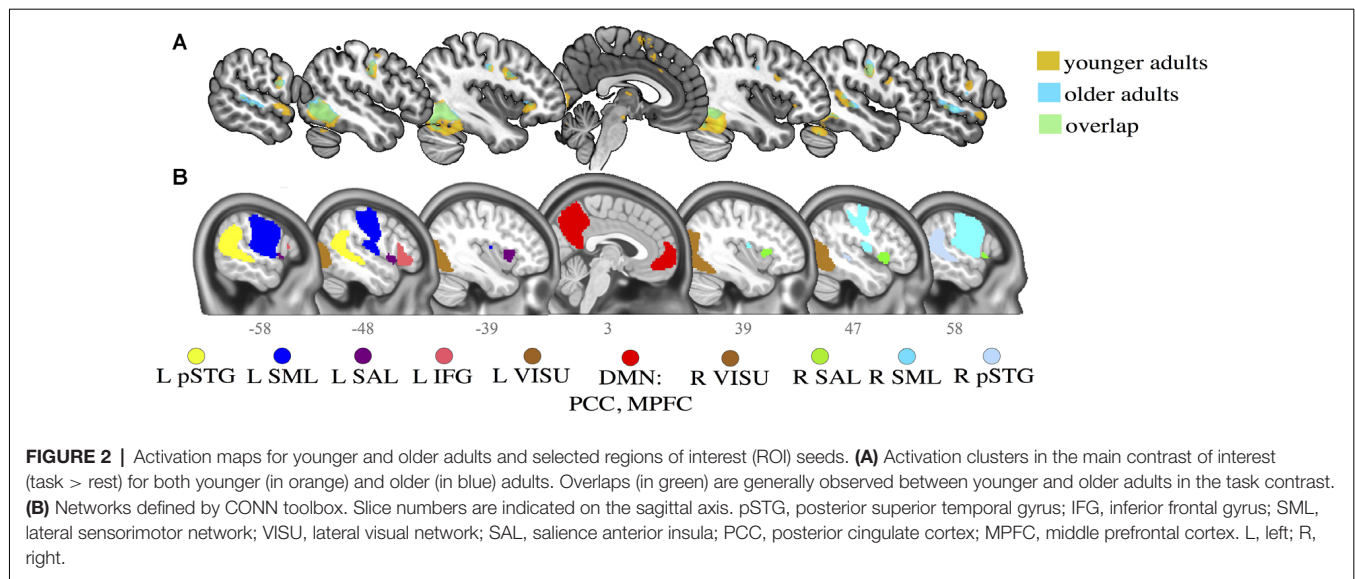 A
younger adults
older adults
overlap
B
-58 -48 -39 3 39 47 58
L pSTG L SML L SAL L IFG L VISU DMN: R VISU R SAL R SML R pSTG
PCC, MPFC
FIGURE 2 | Activation maps for younger and older adults and selected regions of interest (ROI) seeds. (A) Activation clusters in the main contrast of interest
(task > rest) for both younger (in orange) and older (in blue) adults. Overlaps (in green) are generally observed between younger and older adults in the task contrast.
(B) Networks defined by CONN toolbox. Slice numbers are indicated on the sagittal axis. pSTG, posterior superior temporal gyrus; IFG, inferior frontal gyrus; SML,
lateral sensorimotor network; VISU, lateral visual network; SAL, salience anterior insula; PCC, posterior cingulate cortex; MPFC, middle prefrontal cortex. L, left; R,
right.